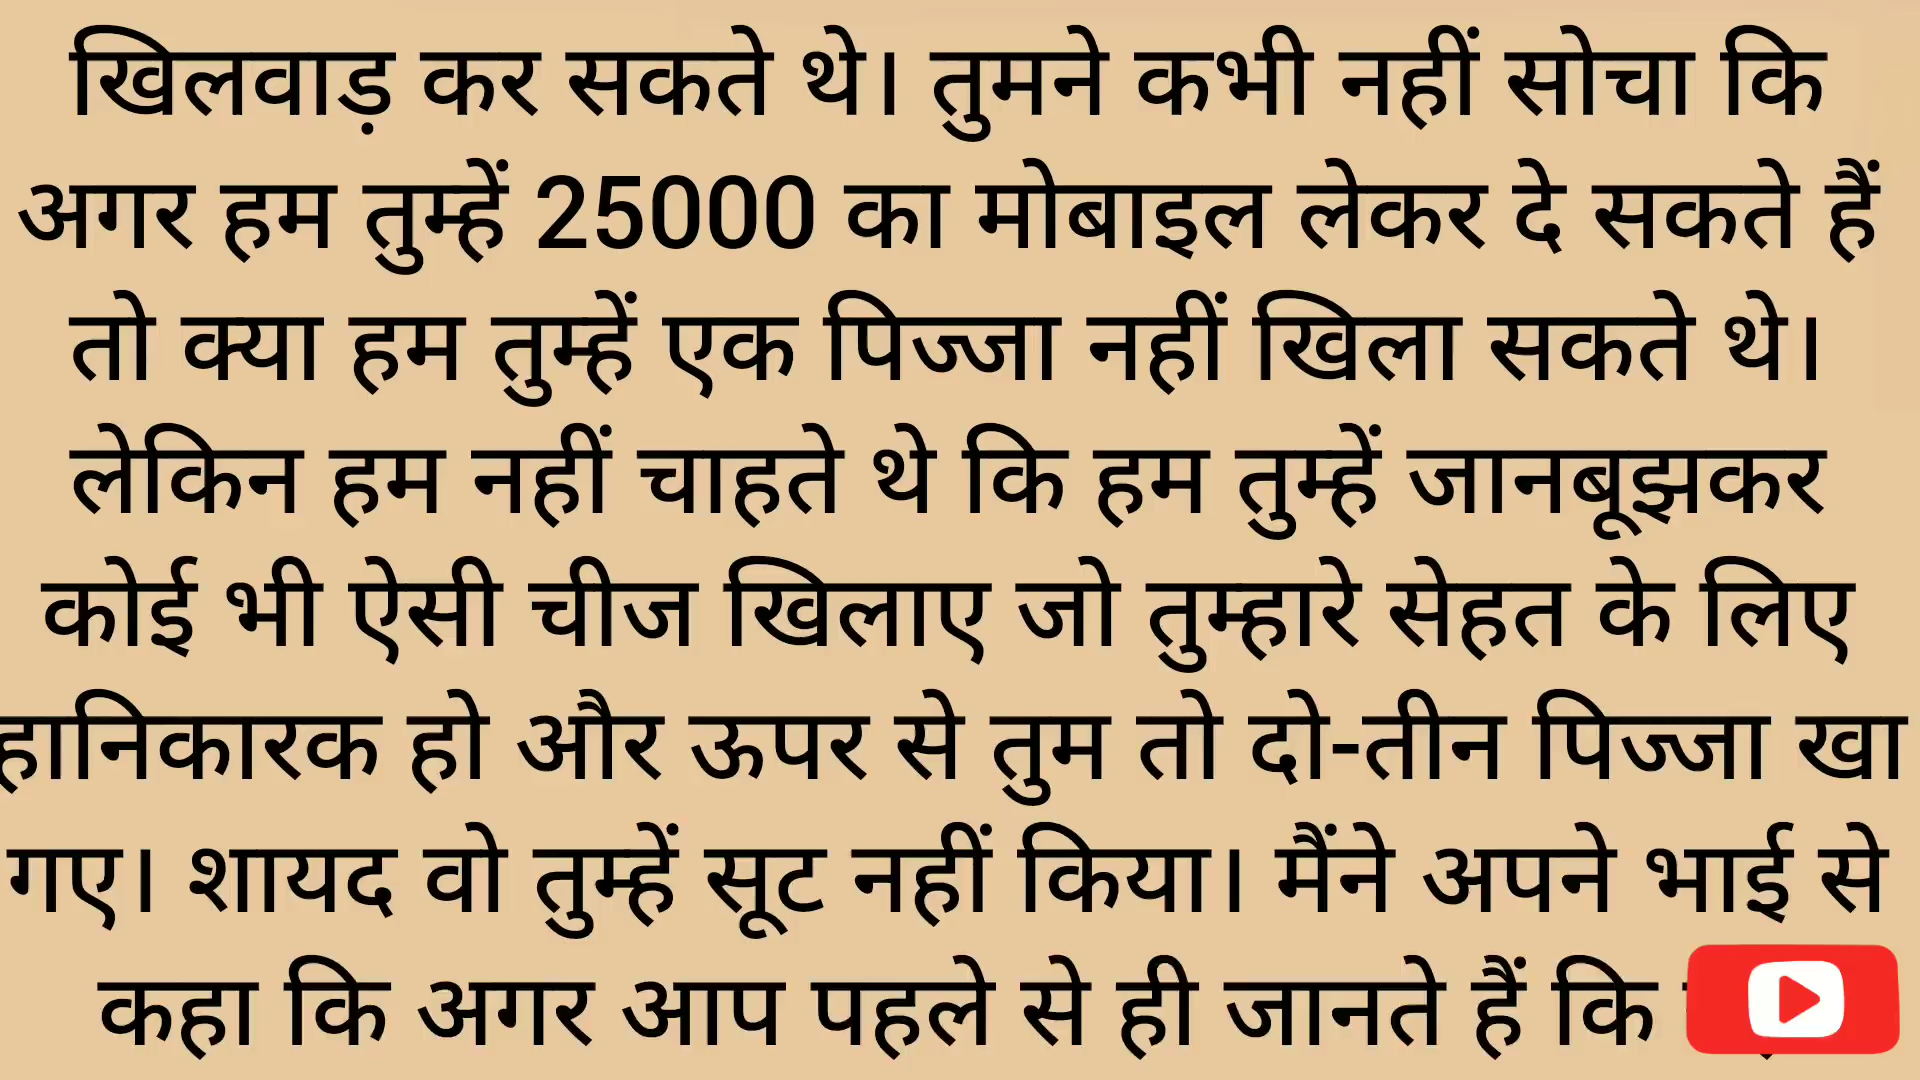 खिलवाड़ कर सकते थे। तुमने कभी नहीं सोचा कि
अगर हम तुम्हें 25000 का मोबाइल लेकर दे सकते हैं
तो क्या हम तुम्हें एक पिज्जा नहीं खिला सकते थे।
लेकिन हम नहीं चाहते थे कि हम तुम्हें जानबूझकर
कोई भी ऐसी चीज खिलाए जो तुम्हारे सेहत के लिए
हानिकारक हो और ऊपर से तुम तो दो-तीन पिज्जा खा
गए। शायद वो तुम्हें सूट नहीं किया। मैंने अपने भाई से
कहा कि अगर आप पहले से ही जानते हैं कि